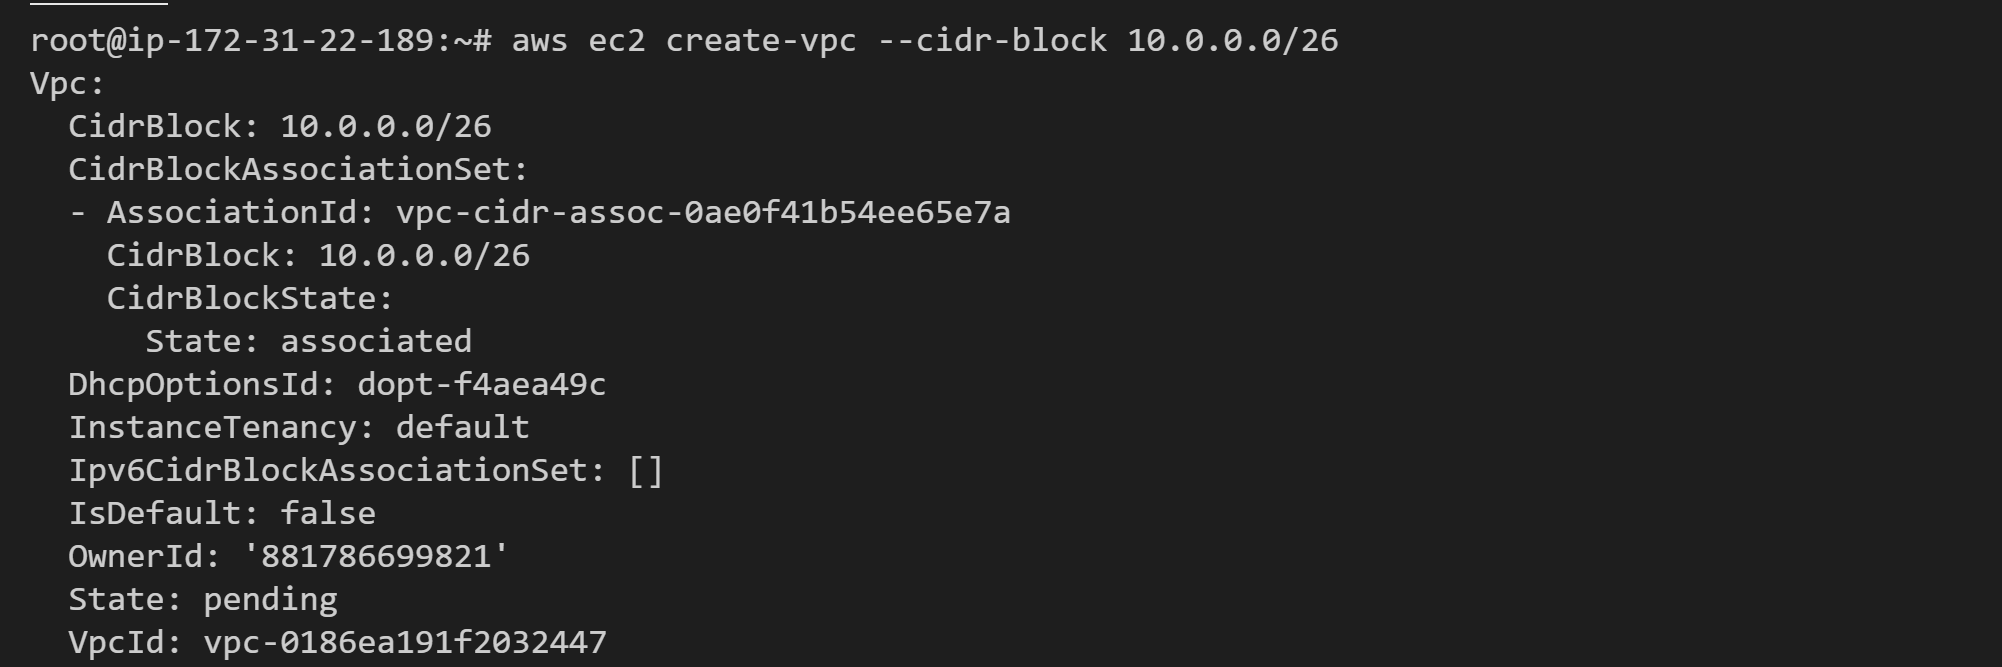 root@ip-172-31-22-189:~# aws ec2 create-vpc --cidr-block 10.0.0.0/26
Vpc:
  CidrBlock: 10.0.0.0/26
  CidrBlockAssociationSet:
  - AssociationId: vpc-cidr-assoc-0ae0f41b54ee65e7a
    CidrBlock: 10.0.0.0/26
    CidrBlockState:
      State: associated
  DhcpOptionsId: dopt-f4aea49c
  InstanceTenancy: default
  Ipv6CidrBlockAssociationSet: []
  IsDefault: false
  OwnerId: '881786699821'
  State: pending
  VpcId: vpc-0186ea191f2032447